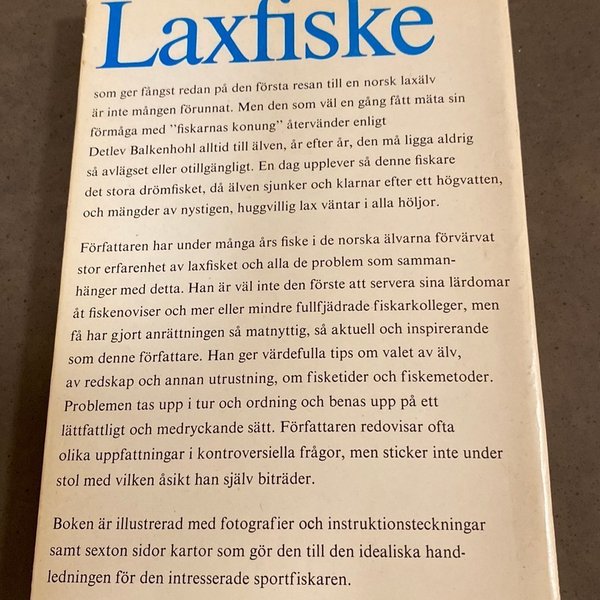 Laxfiske
som ger fångst redan på den första resan till en norsk laxälv
är inte mången förunnat. Men den som väl en gång fått mäta sin
förmåga med "fiskarnas konung" återvänder enligt
Detlev Balkenhohl alltid till älven, år efter år, den må ligga aldrig
så avlägset eller otillgängligt. En dag upplever så denne fiskare
det stora drömfisket, då älven sjunker och klarnar efter ett högvatten,
och mängder av nystigen, huggvillig lax väntar i alla höljor.
Författaren har under många års fiske i de norska älvarna förvärvat
stor erfarenhet av laxfisket och alla de problem som samman-
hänger med detta. Han är väl inte den förste att servera sina lärdomar
åt fiskenoviser och mer eller mindre fullfjädrade fiskarkolleger, men
få har gjort anrättningen så matnyttig, så aktuell och inspirerande
som denne författare. Han ger värdefulla tips om valet av älv,
av redskap och annan utrustning, om fisketider och fiskemetoder.
Problemen tas upp i tur och ordning och benas upp på ett
lättfattligt och medryckande sätt. Författaren redovisar ofta
olika uppfattningar i kontroversiella frågor, men sticker inte under
stol med vilken åsikt han själv biträder.
Boken är illustrerad med fotografier och instruktionsteckningar
samt sexton sidor kartor som gör den till den idealiska hand-
ledningen för den intresserade sportfiskaren.